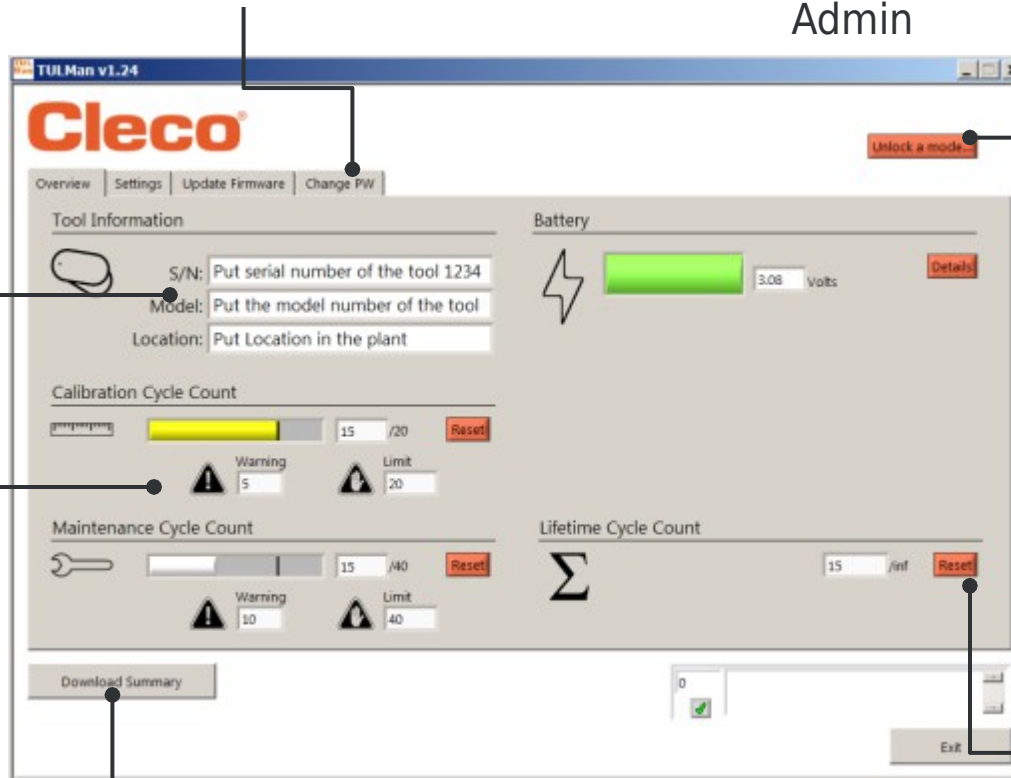 Admin
TULMan v1.24
Cleco®
Unlock a mode...
Overview Settings Update Firmware Change PW
Tool Information
Battery
S/N: Put serial number of the tool 1234
3.08 Volts
Details
Model: Put the model number of the tool
Location: Put Location in the plant
Calibration Cycle Count
15 /20 Reset
Warning Limit
5 20
Maintenance Cycle Count
Lifetime Cycle Count
15 /40 Reset
15 /inf Reset
Warning Limit
10 40
Download Summary
0
Exit